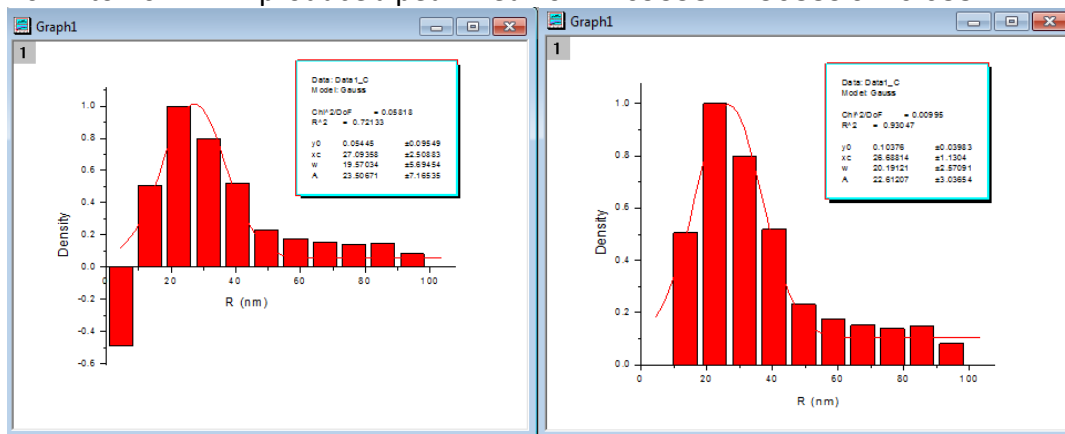 Graph1
1
Data: Data1_C
Model: Gauss
Chi^2/DoF = 0.05818
R^2 = 0.72133
y0 0.05445 ±0.09549
xc 27.09358 ±2.50883
w 19.57034 ±5.69454
A 23.50671 ±7.16535
1.0
0.8
0.6
0.4
0.2
0.0
-0.2
-0.4
-0.6
Density
20 40 60 80 100
R (nm)
Graph1
1
Data: Data1_C
Model: Gauss
Chi^2/DoF = 0.00995
R^2 = 0.93047
y0 0.10376 ±0.03983
xc 26.68814 ±1.1304
w 20.19121 ±2.57091
A 22.61207 ±3.03654
1.0
0.8
0.6
0.4
0.2
0.0
Density
0 20 40 60 80 100
R (nm)